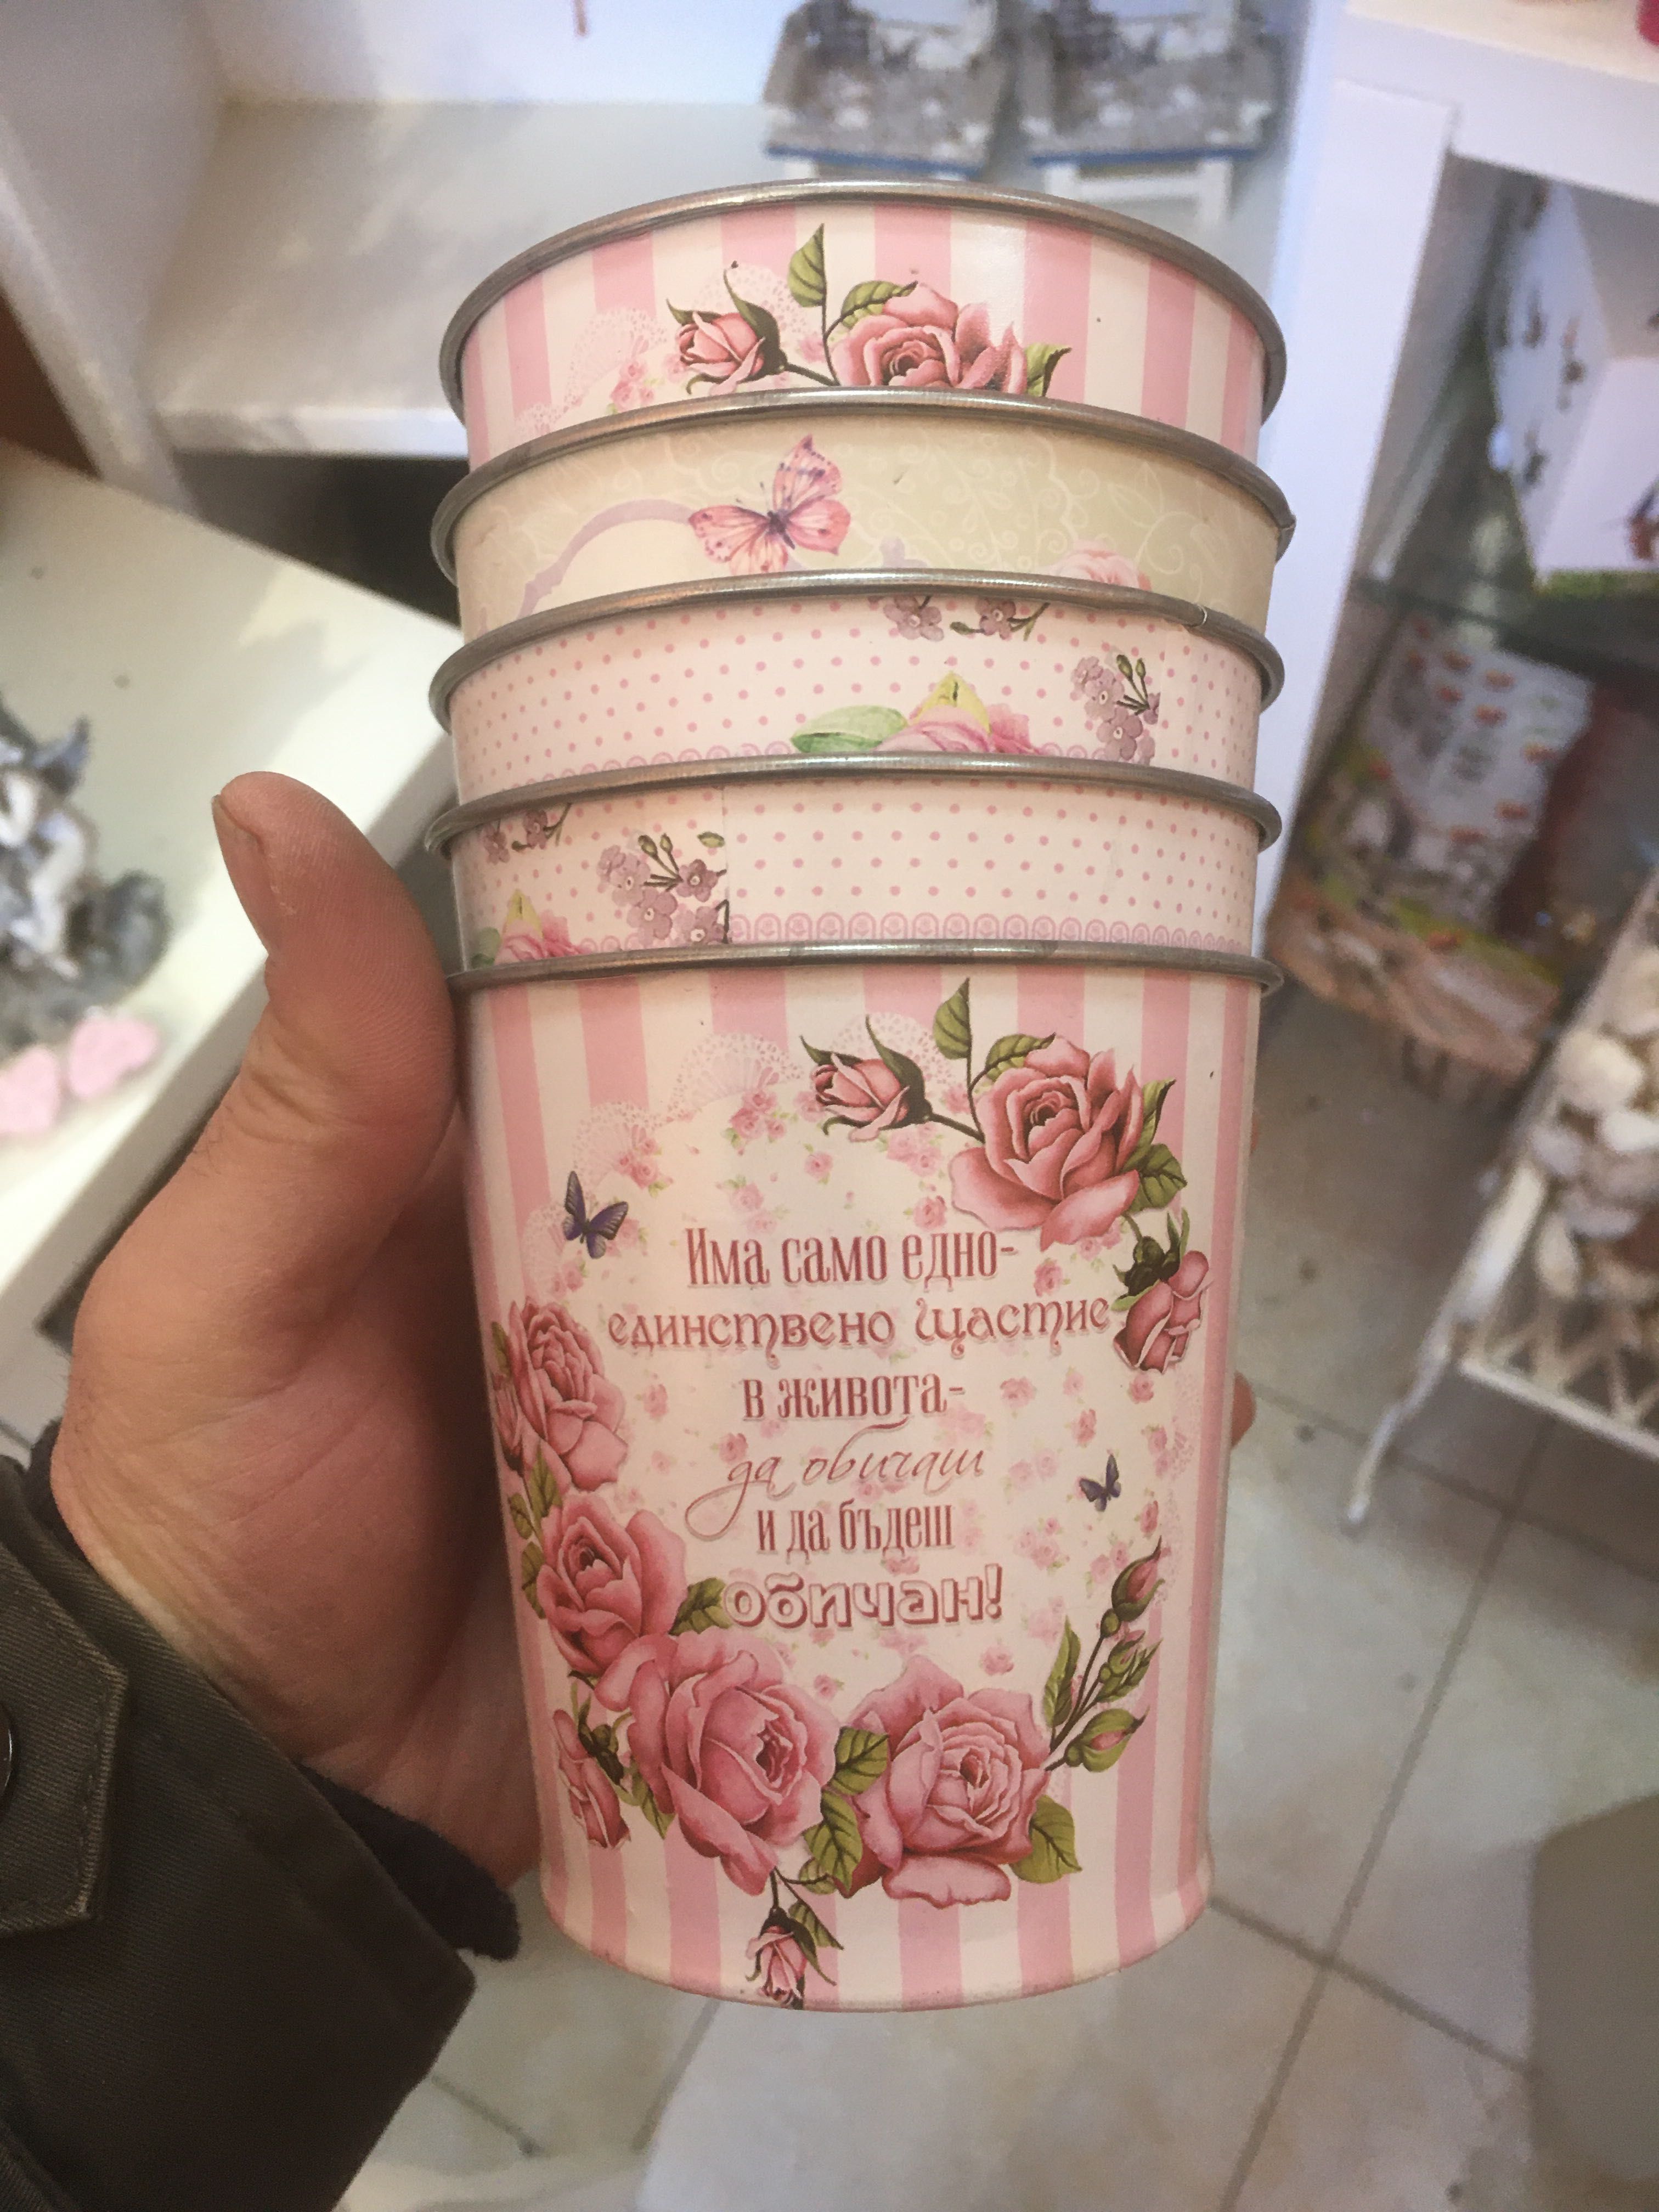 Има само едно-
единствено щастие
в живота-
да обичаш
и да бъдеш
обичан!